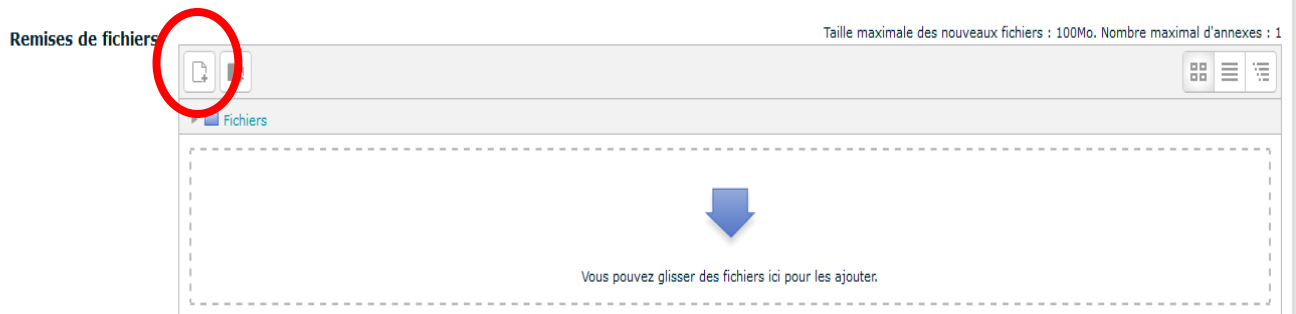 Taille maximale des nouveaux fichiers : 100Mo. Nombre maximal d'annexes : 1
Remises de fichiers
Fichiers
Vous pouvez glisser des fichiers ici pour les ajouter.